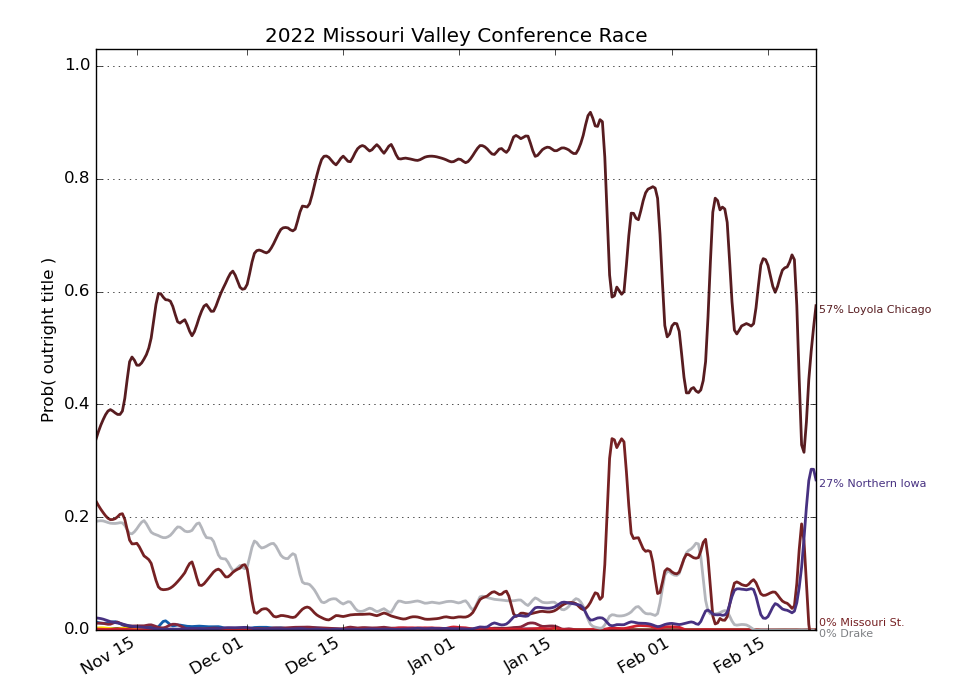 2022 Missouri Valley Conference Race
1.0
0.8
0.6
0.4
0.2
0.0
Prob( outright title )
57% Loyola Chicago
27% Northern Iowa
0% Missouri St.
0% Drake
Nov 15
Dec 01
Dec 15
Jan 01
Jan 15
Feb 01
Feb 15